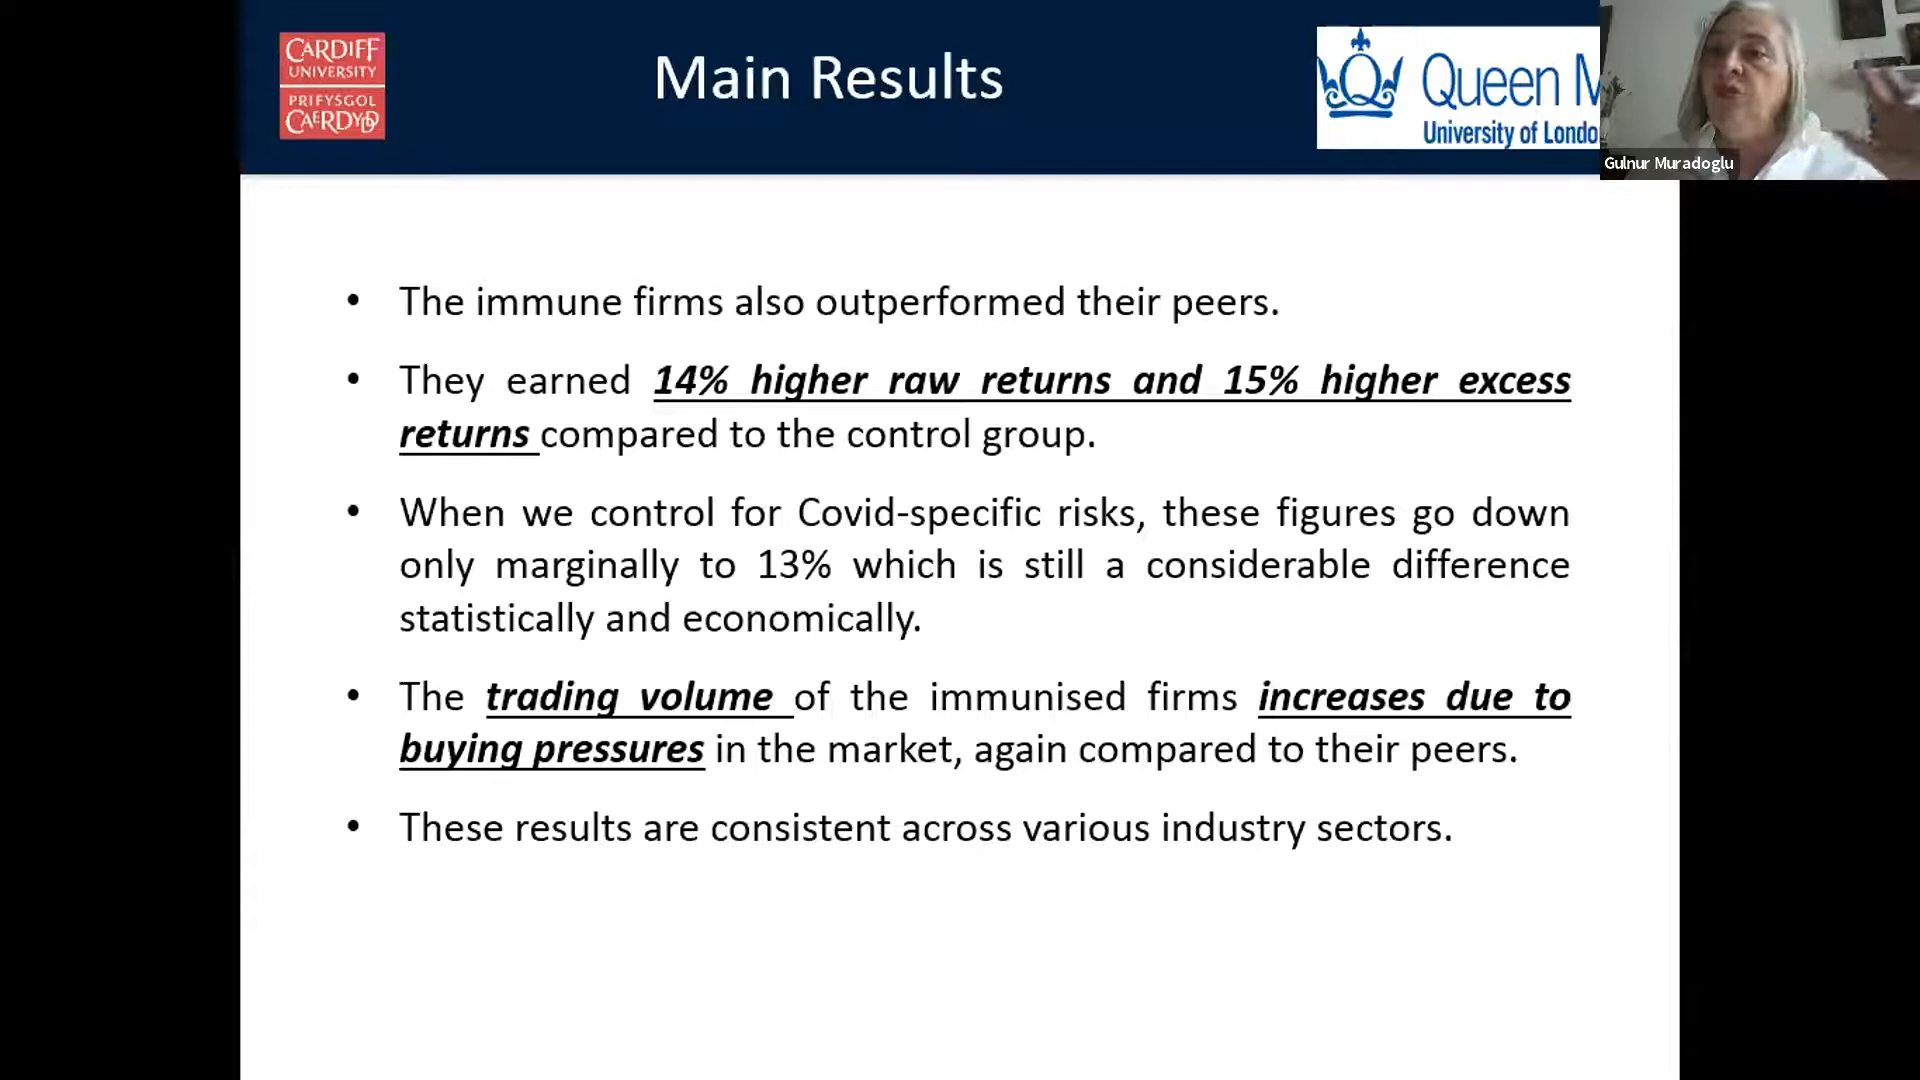 CARDIFF
UNIVERSITY
PRIFYSGOL
CAERDYDD
Main Results
Queen M
University of Londo
Gulnur Muradoglu
• The immune firms also outperformed their peers.
• They earned 14% higher raw returns and 15% higher excess
returns compared to the control group.
• When we control for Covid-specific risks, these figures go down
only marginally to 13% which is still a considerable difference
statistically and economically.
• The trading volume of the immunised firms increases due to
buying pressures in the market, again compared to their peers.
• These results are consistent across various industry sectors.